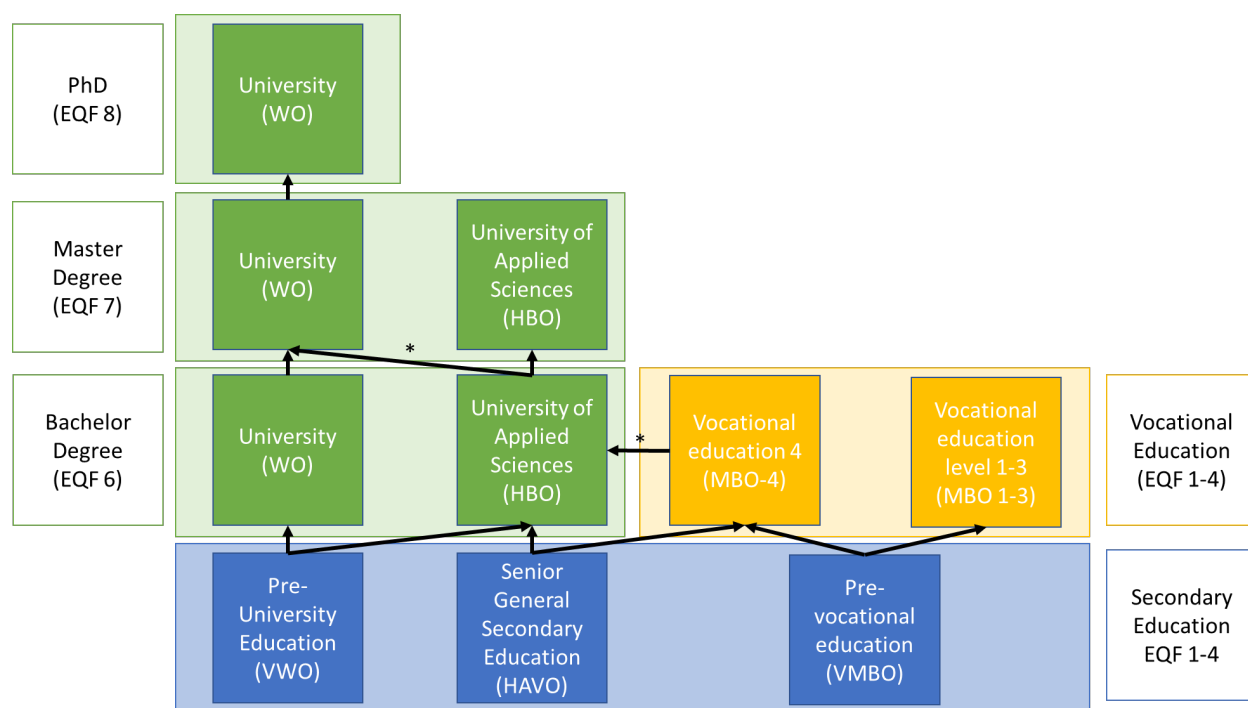 PhD
(EQF 8)
University
(WO)
Master
Degree
(EQF 7)
University
(WO)
University of
Applied
Sciences
(HBO)
*
Bachelor
Degree
(EQF 6)
University
(WO)
University of
Applied
Sciences
(HBO)
*
Vocational
education 4
(MBO-4)
Vocational
education
level 1-3
(MBO 1-3)
Vocational
Education
(EQF 1-4)
Pre-
University
Education
(VWO)
Senior
General
Secondary
Education
(HAVO)
Pre-
vocational
education
(VMBO)
Secondary
Education
EQF 1-4